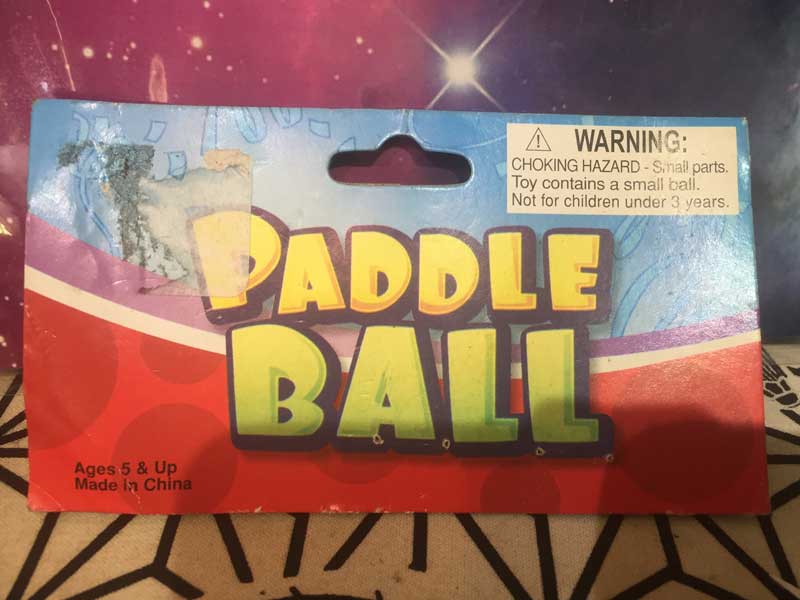 WARNING:
CHOKING HAZARD - Small parts.
Toy contains a small ball.
Not for children under 3 years.
PADDLE
BALL
Ages 5 & Up
Made in China